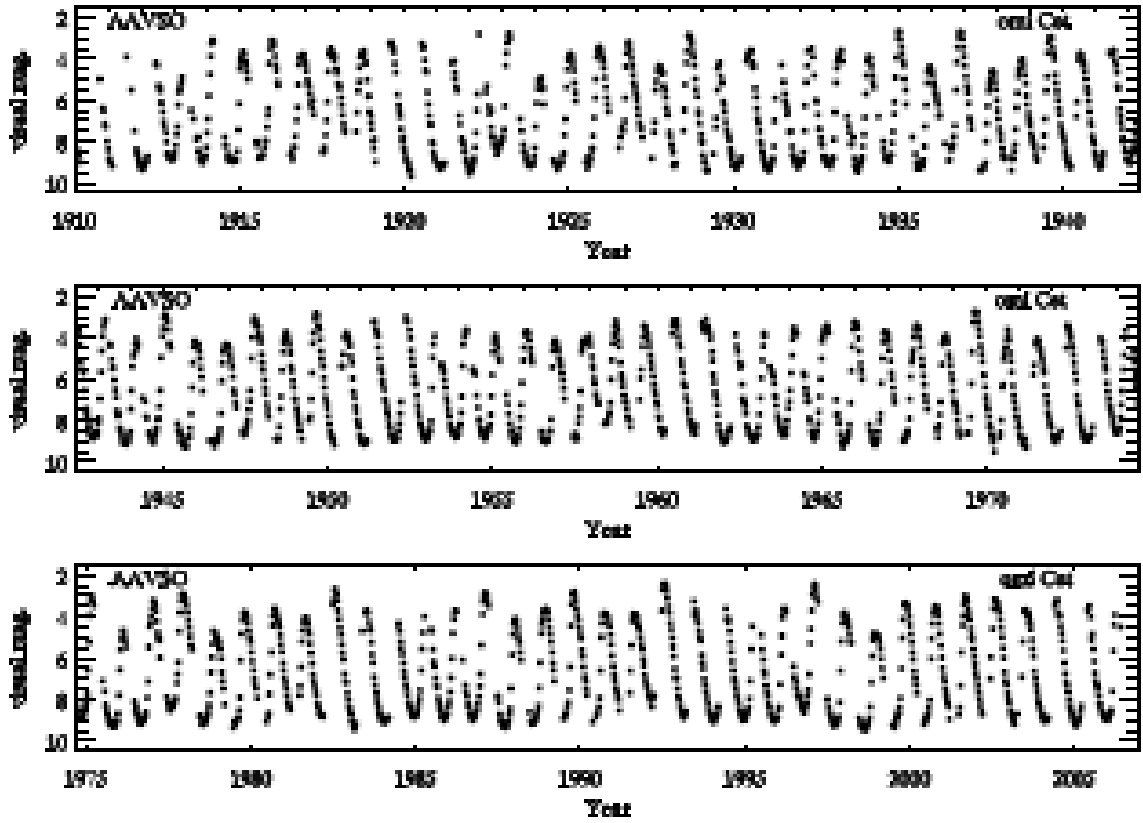 AAVSO omi Cet
2
4
6
8
10
visual mag.
1910 1915 1920 1925 1930 1935 1940
Year
AAVSO omi Cet
2
4
6
8
10
visual mag.
1945 1950 1955 1960 1965 1970
Year
AAVSO omi Cet
2
4
6
8
10
visual mag.
1975 1980 1985 1990 1995 2000 2005
Year